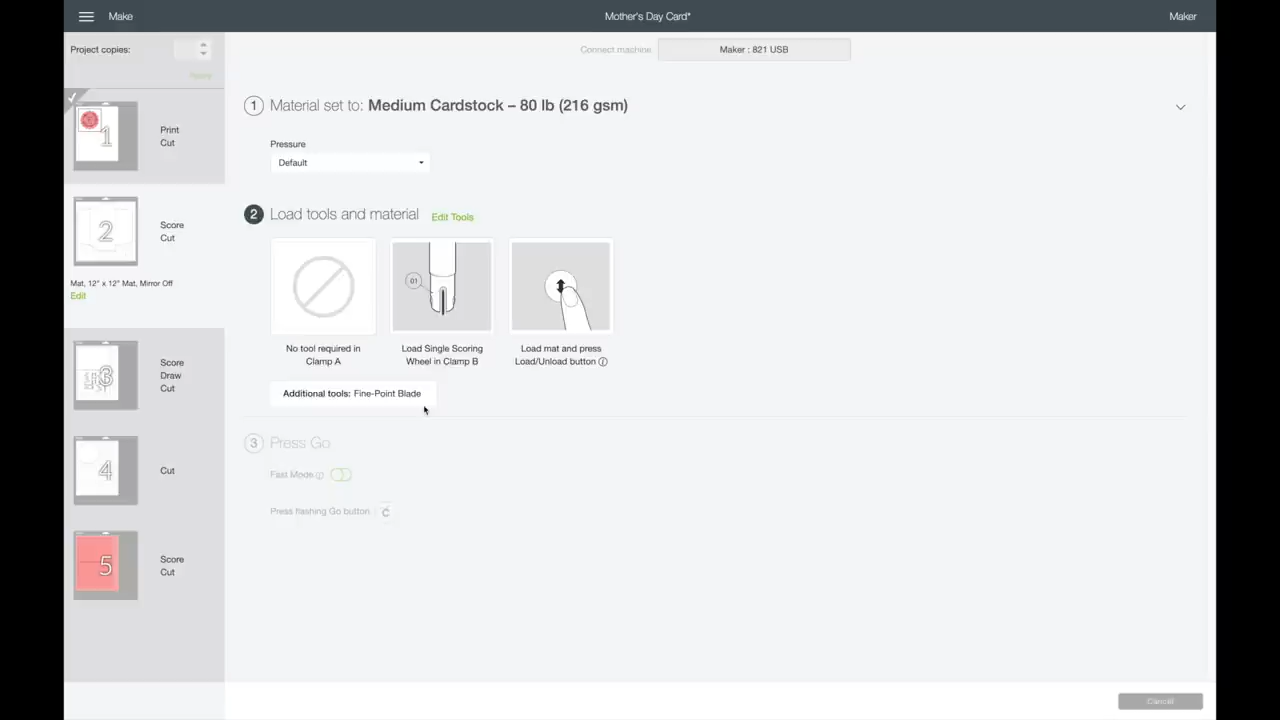 Make
Mother's Day Card*
Maker
Project copies:
Connect machine
Maker : 821 USB
1
Print
Cut
2
Score
Cut
Mat, 12" x 12" Mat, Mirror Off
Edit
3
Score
Draw
Cut
4
Cut
5
Score
Cut
1 Material set to: Medium Cardstock – 80 lb (216 gsm)
Pressure
Default
2 Load tools and material Edit Tools
01
No tool required in
Clamp A
Load Single Scoring
Wheel in Clamp B
Load mat and press
Load/Unload button
Additional tools: Fine-Point Blade
3 Press Go
Fast Mode
Press flashing Go button
Cancel